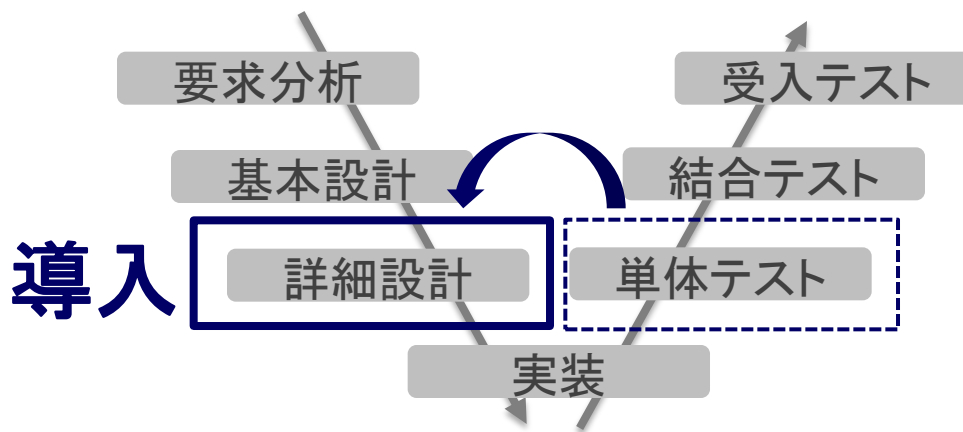 要求分析
受入テスト
基本設計
結合テスト
導入
詳細設計
単体テスト
実装